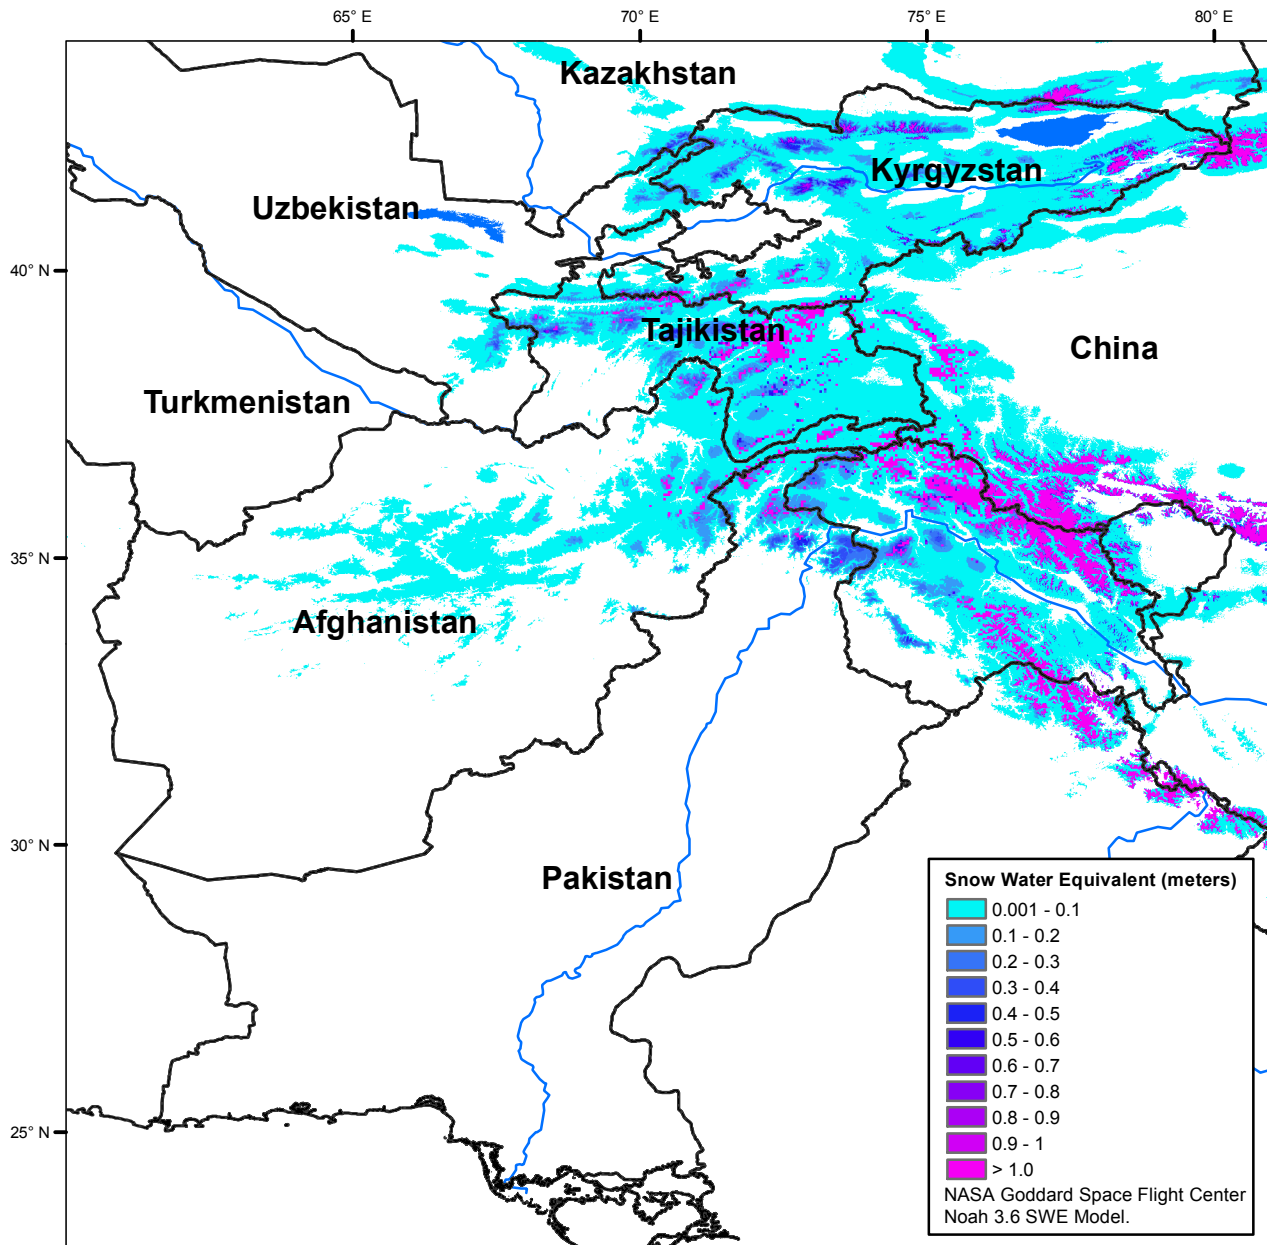 65° E
70° E
75° E
80° E
Kazakhstan
Kyrgyzstan
Uzbekistan
40° N
Tajikistan
China
Turkmenistan
35° N
Afghanistan
30° N
Pakistan
25° N
Snow Water Equivalent (meters)
0.001 - 0.1
0.1 - 0.2
0.2 - 0.3
0.3 - 0.4
0.4 - 0.5
0.5 - 0.6
0.6 - 0.7
0.7 - 0.8
0.8 - 0.9
0.9 - 1
> 1.0
NASA Goddard Space Flight Center
Noah 3.6 SWE Model.